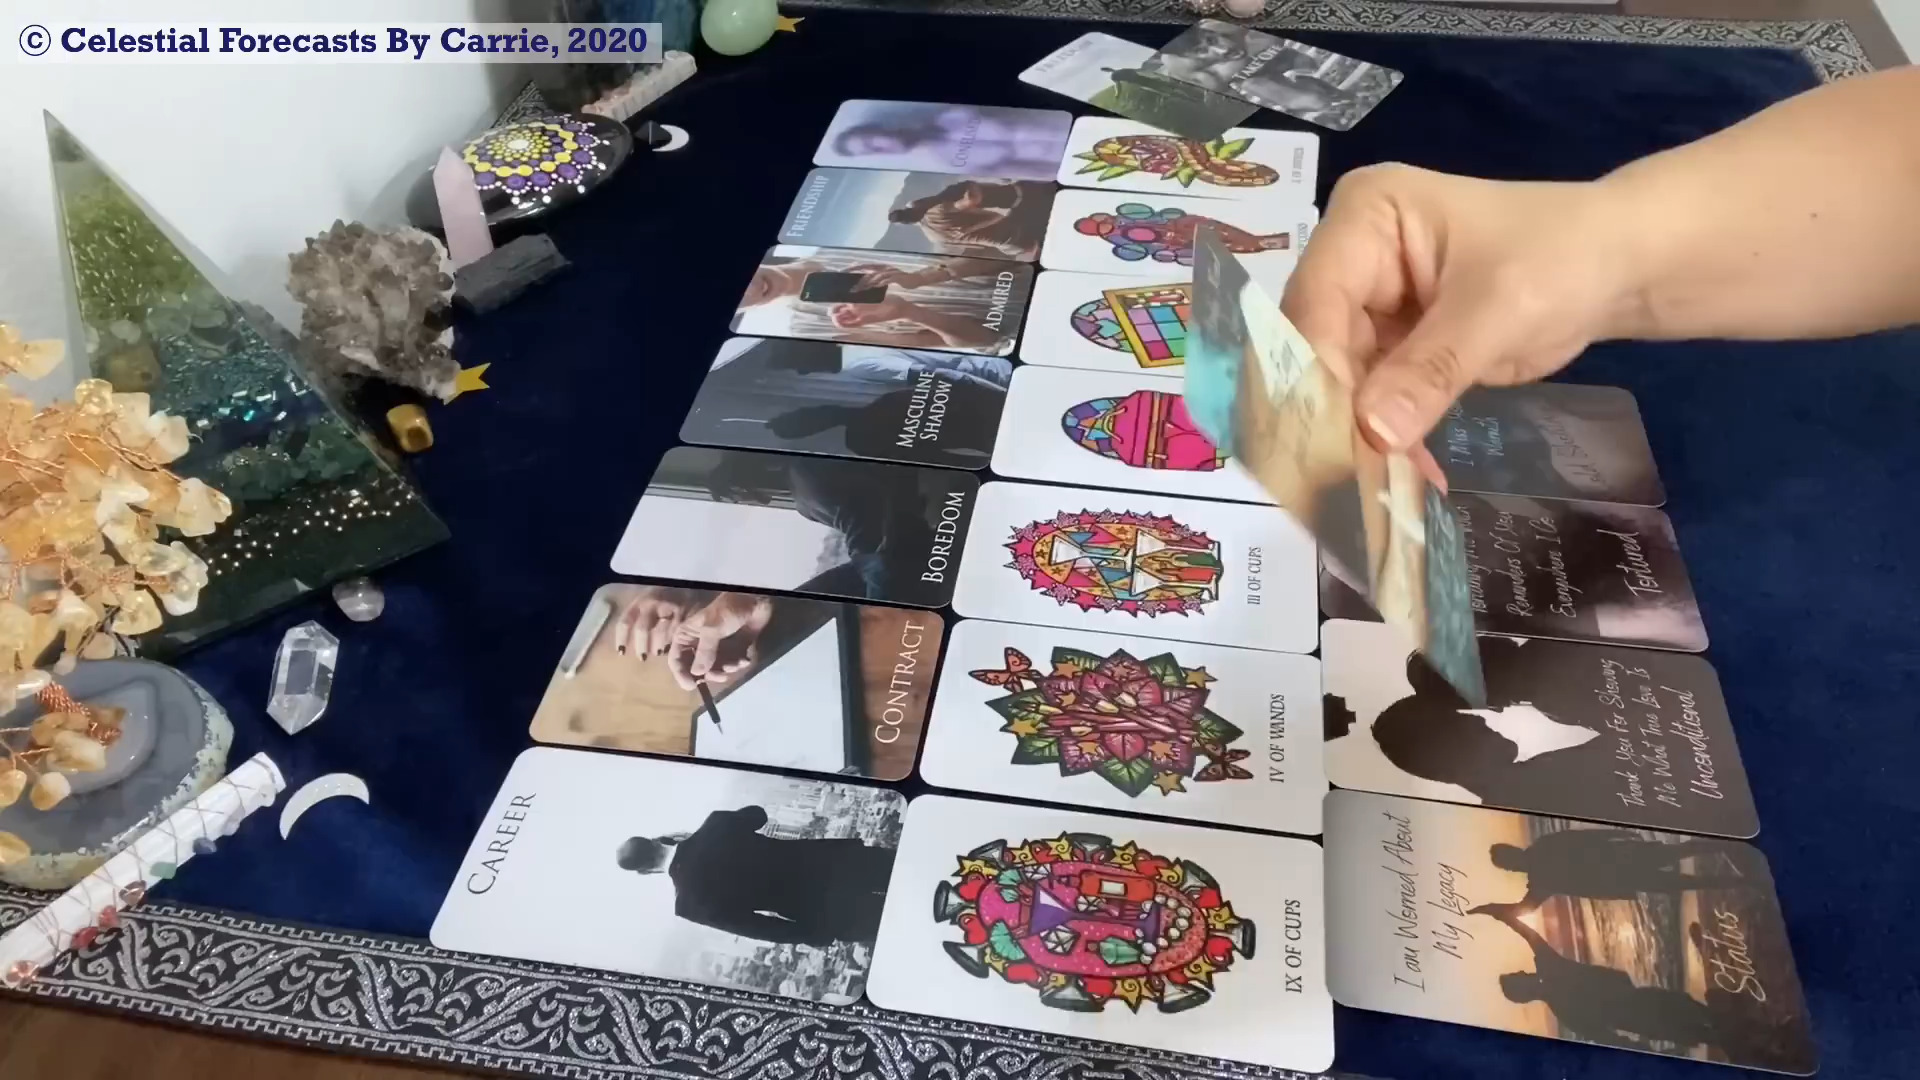 © Celestial Forecasts By Carrie, 2020
FRIENDSHIP
ADMIRED
MASCULINE
SHADOW
BOREDOM
CONTRACT
CAREER
III OF CUPS
IV OF WANDS
IX OF CUPS
I Miss
Reminders Of You
Everywhere I Go
Tortured
Thank You For Showing
Me What True Love Is
Unconditional
I am Worried About
My Legacy
Status